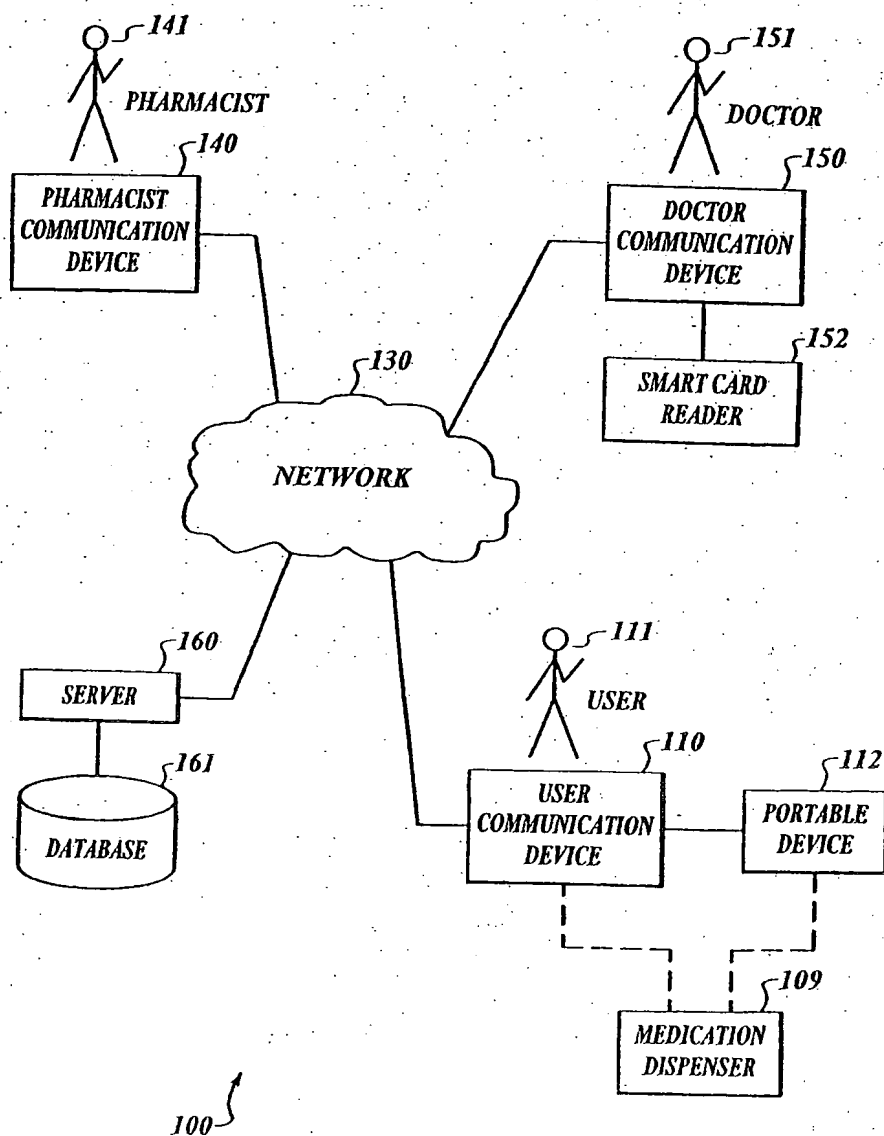 141
PHARMACIST
140
PHARMACIST
COMMUNICATION
DEVICE
151
DOCTOR
150
DOCTOR
COMMUNICATION
DEVICE
152
SMART CARD
READER
130
NETWORK
160
SERVER
161
DATABASE
111
USER
110
USER
COMMUNICATION
DEVICE
112
PORTABLE
DEVICE
109
MEDICATION
DISPENSER
100